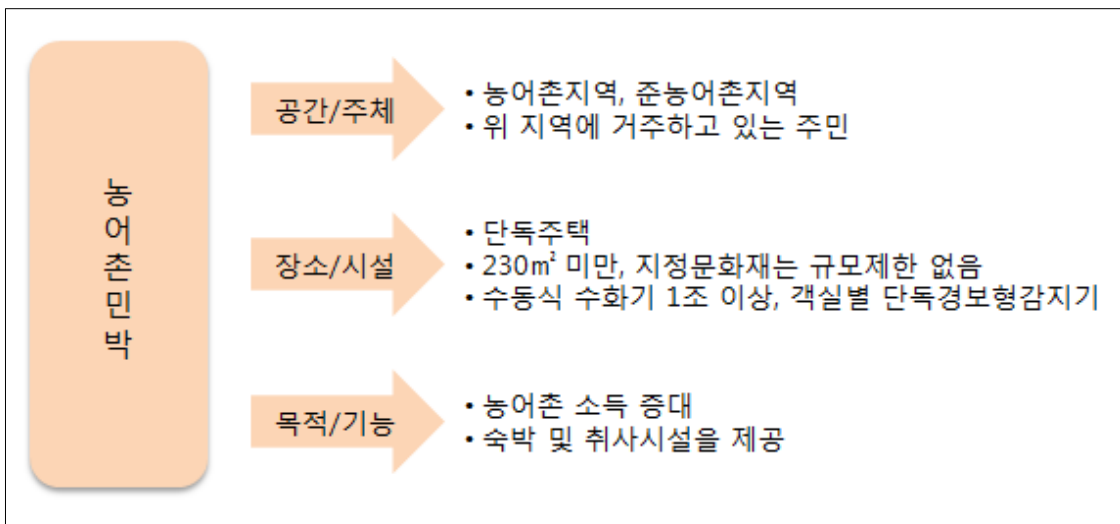 농어촌민박
공간/주체
• 농어촌지역, 준농어촌지역
• 위 지역에 거주하고 있는 주민
장소/시설
• 단독주택
• 230㎡ 미만, 지정문화재는 규모제한 없음
• 수동식 수화기 1조 이상, 객실별 단독경보형감지기
목적/기능
• 농어촌 소득 증대
• 숙박 및 취사시설을 제공